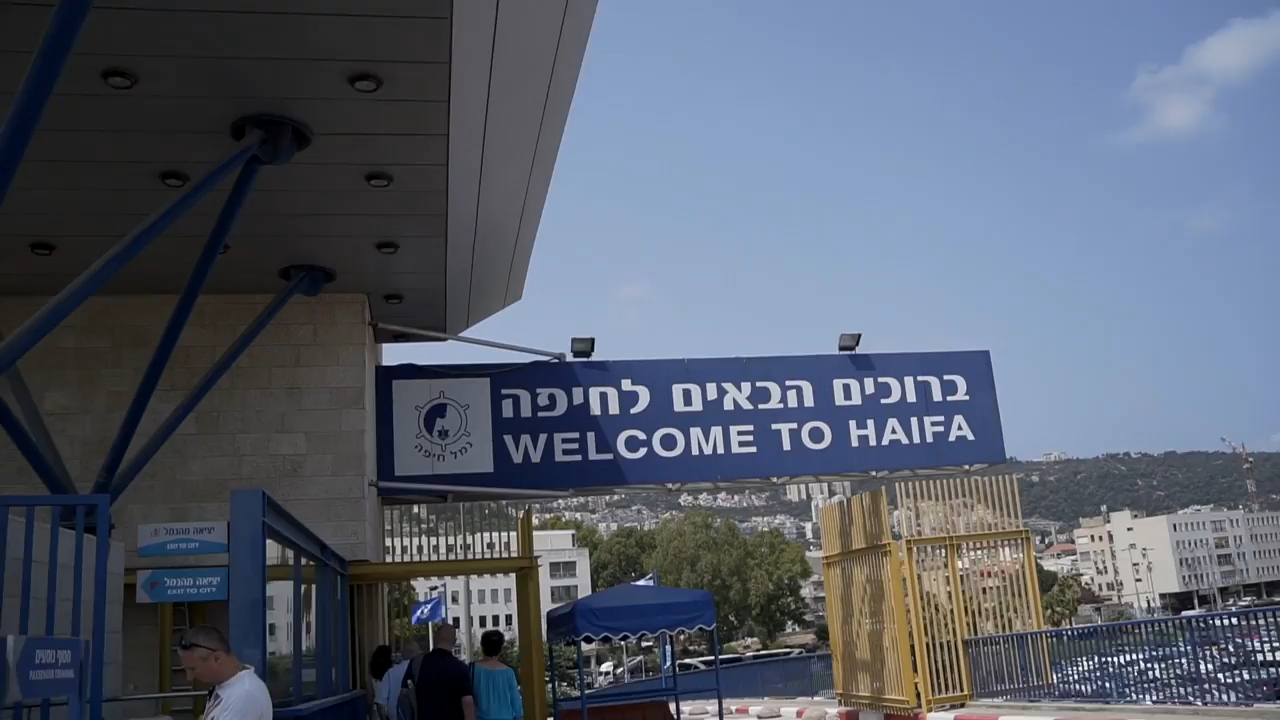 ברוכים הבאים לחיפה
WELCOME TO HAIFA
נמל חיפה
יציאה מהנמל
EXIT TO CITY
יציאה מהנמל
EXIT TO CITY
מסוף נוסעים
PASSENGER TERMINAL